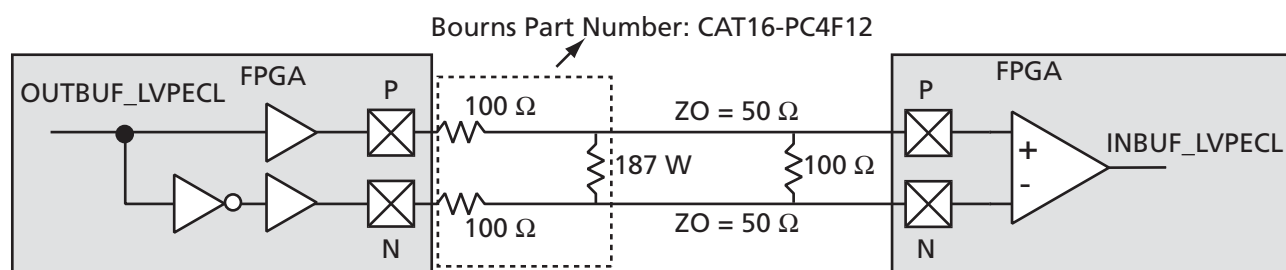 Bourns Part Number: CAT16-PC4F12
FPGA
FPGA
OUTBUF_LVPECL
P
P
100 Ω
ZO = 50 Ω
+
-
INBUF_LVPECL
187 W
100 Ω
100 Ω
ZO = 50 Ω
N
N